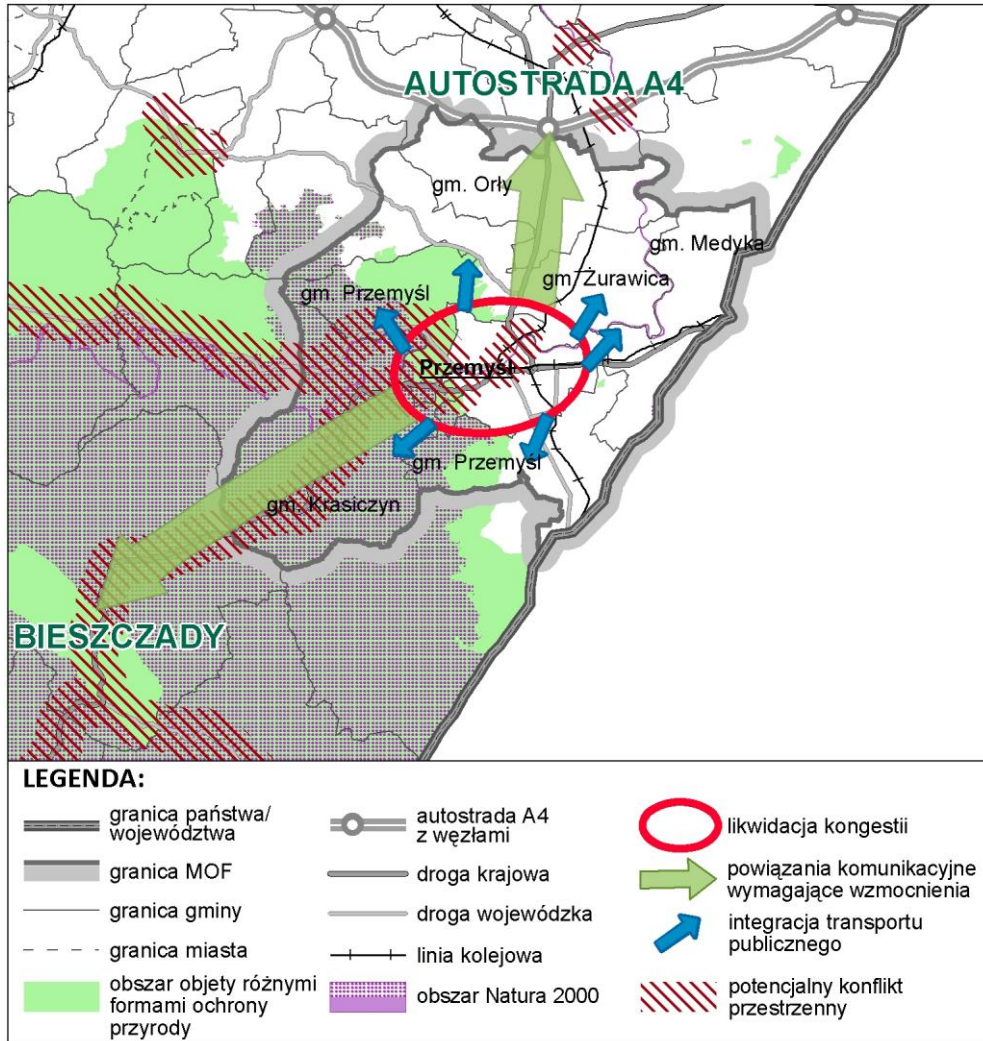 AUTOSTRADA A4
gm. Orły
gm. Medyka
gm. Żurawica
gm. Przemyśl
Przemyśl
gm. Przemyśl
gm. Krasiczyn
BIESZCZADY
LEGENDA:
granica państwa/
województwa
granica MOF
granica gminy
granica miasta
obszar objety różnymi
formami ochrony
przyrody
autostrada A4
z węzłami
droga krajowa
droga wojewódzka
linia kolejowa
obszar Natura 2000
likwidacja kongestii
powiązania komunikacyjne
wymagające wzmocnienia
integracja transportu
publicznego
potencjalny konflikt
przestrzenny